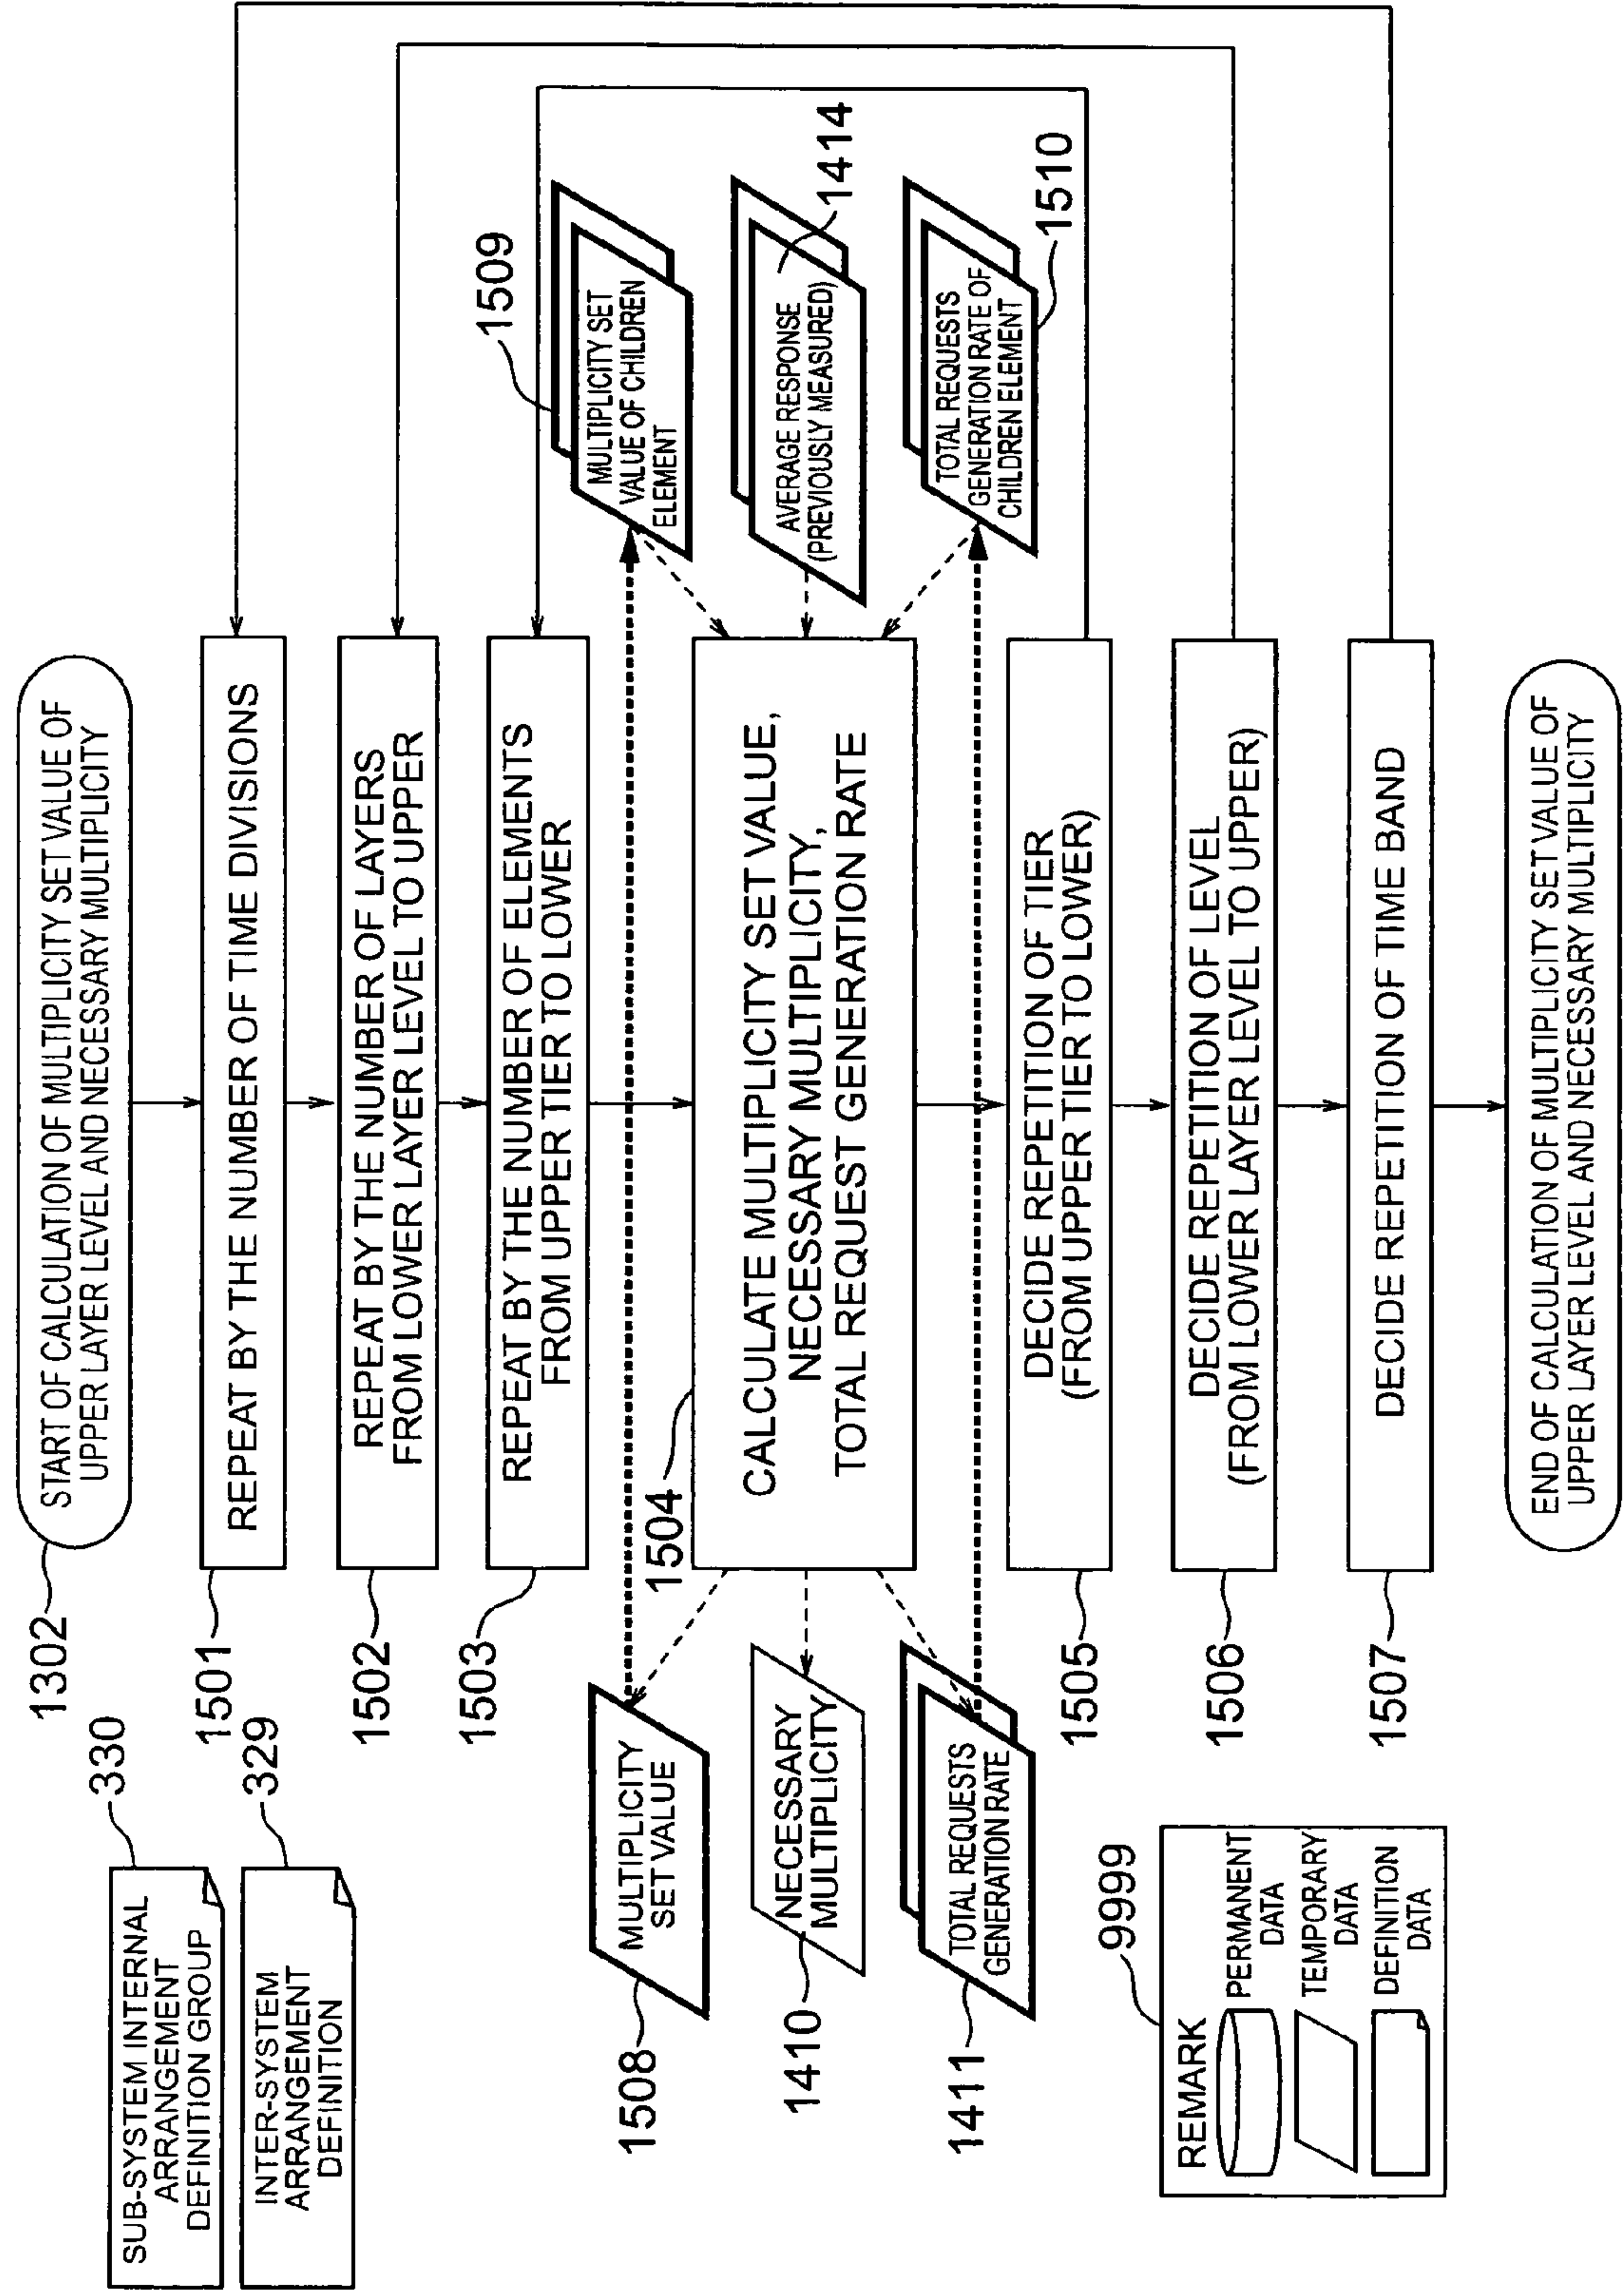 1302
START OF CALCULATION OF MULTIPLICITY SET VALUE OF
UPPER LAYER LEVEL AND NECESSARY MULTIPLICITY
330
SUB-SYSTEM INTERNAL
ARRANGEMENT
DEFINITION GROUP
329
INTER-SYSTEM
ARRANGEMENT
DEFINITION
1501
REPEAT BY THE NUMBER OF TIME DIVISIONS
1502
REPEAT BY THE NUMBER OF LAYERS
FROM LOWER LAYER LEVEL TO UPPER
1503
REPEAT BY THE NUMBER OF ELEMENTS
FROM UPPER TIER TO LOWER
1509
MULTIPLICITY SET
VALUE OF CHILDREN
ELEMENT
1508
MULTIPLICITY
SET VALUE
1504
CALCULATE MULTIPLICITY SET VALUE,
NECESSARY MULTIPLICITY,
TOTAL REQUEST GENERATION RATE
1414
AVERAGE RESPONSE
(PREVIOUSLY MEASURED)
1410
NECESSARY
MULTIPLICITY
1510
TOTAL REQUESTS
GENERATION RATE OF
CHILDREN ELEMENT
1411
TOTAL REQUESTS
GENERATION RATE
1505
DECIDE REPETITION OF TIER
(FROM UPPER TIER TO LOWER)
1506
DECIDE REPETITION OF LEVEL
(FROM LOWER LAYER LEVEL TO UPPER)
1507
DECIDE REPETITION OF TIME BAND
END OF CALCULATION OF MULTIPLICITY SET VALUE OF
UPPER LAYER LEVEL AND NECESSARY MULTIPLICITY
9999
REMARK
PERMANENT
DATA
TEMPORARY
DATA
DEFINITION
DATA